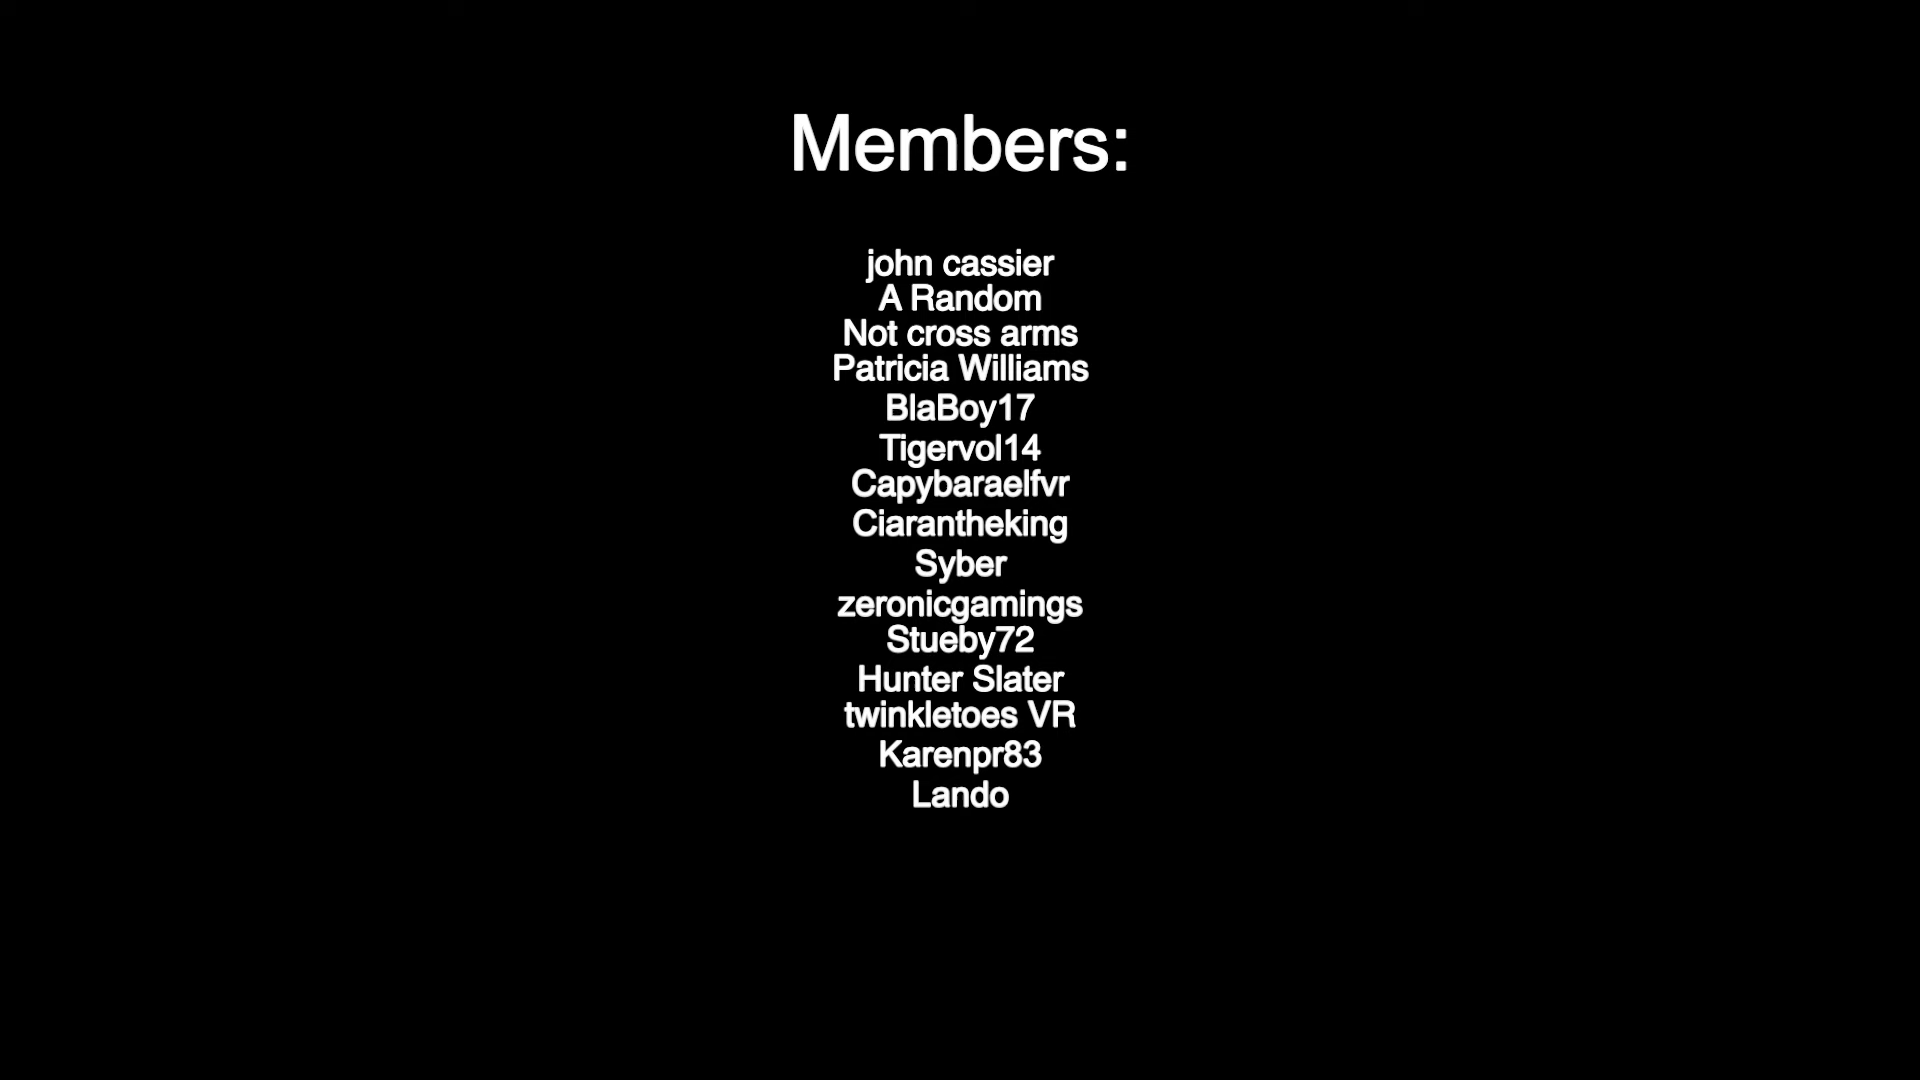 Members:
john cassier
A Random
Not cross arms
Patricia Williams
BlaBoy17
Tigervol14
Capybaraelfvr
Ciarantheking
Syber
zeronicgamings
Stueby72
Hunter Slater
twinkletoes VR
Karenpr83
Lando